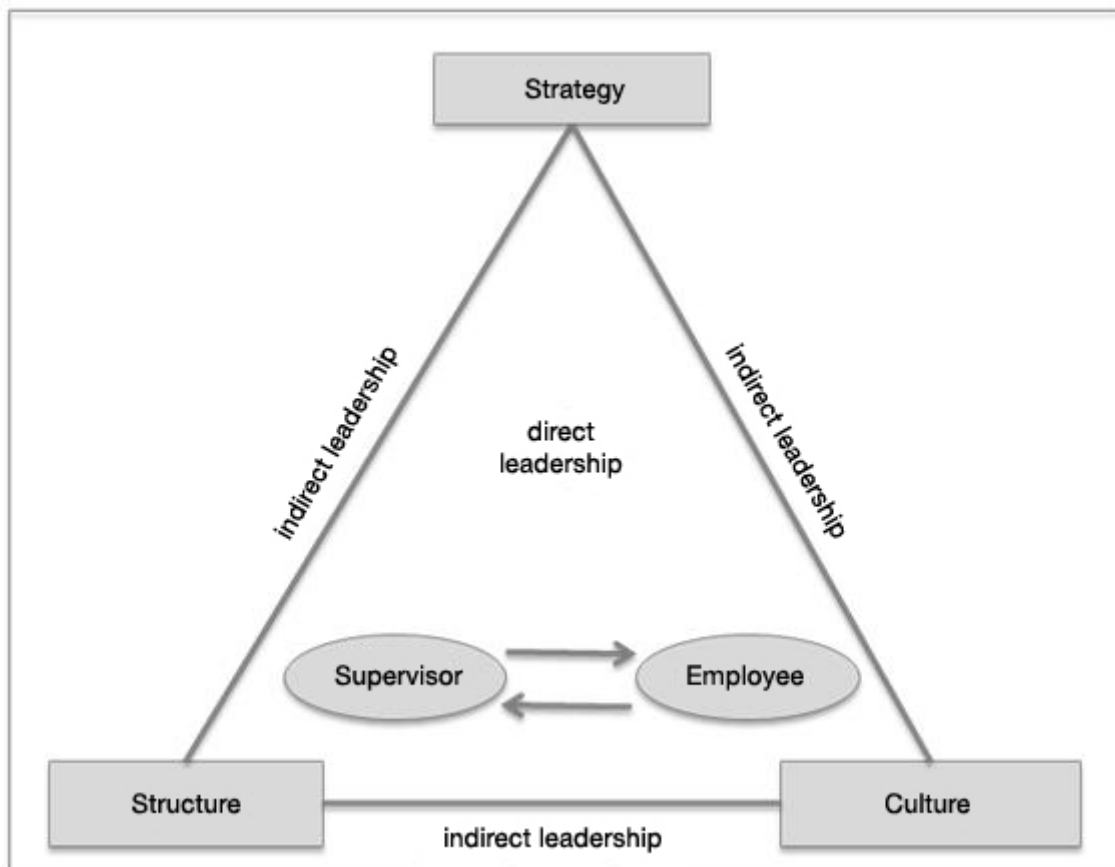 Strategy
indirect leadership
indirect leadership
direct
leadership
Supervisor
Employee
Structure
Culture
indirect leadership